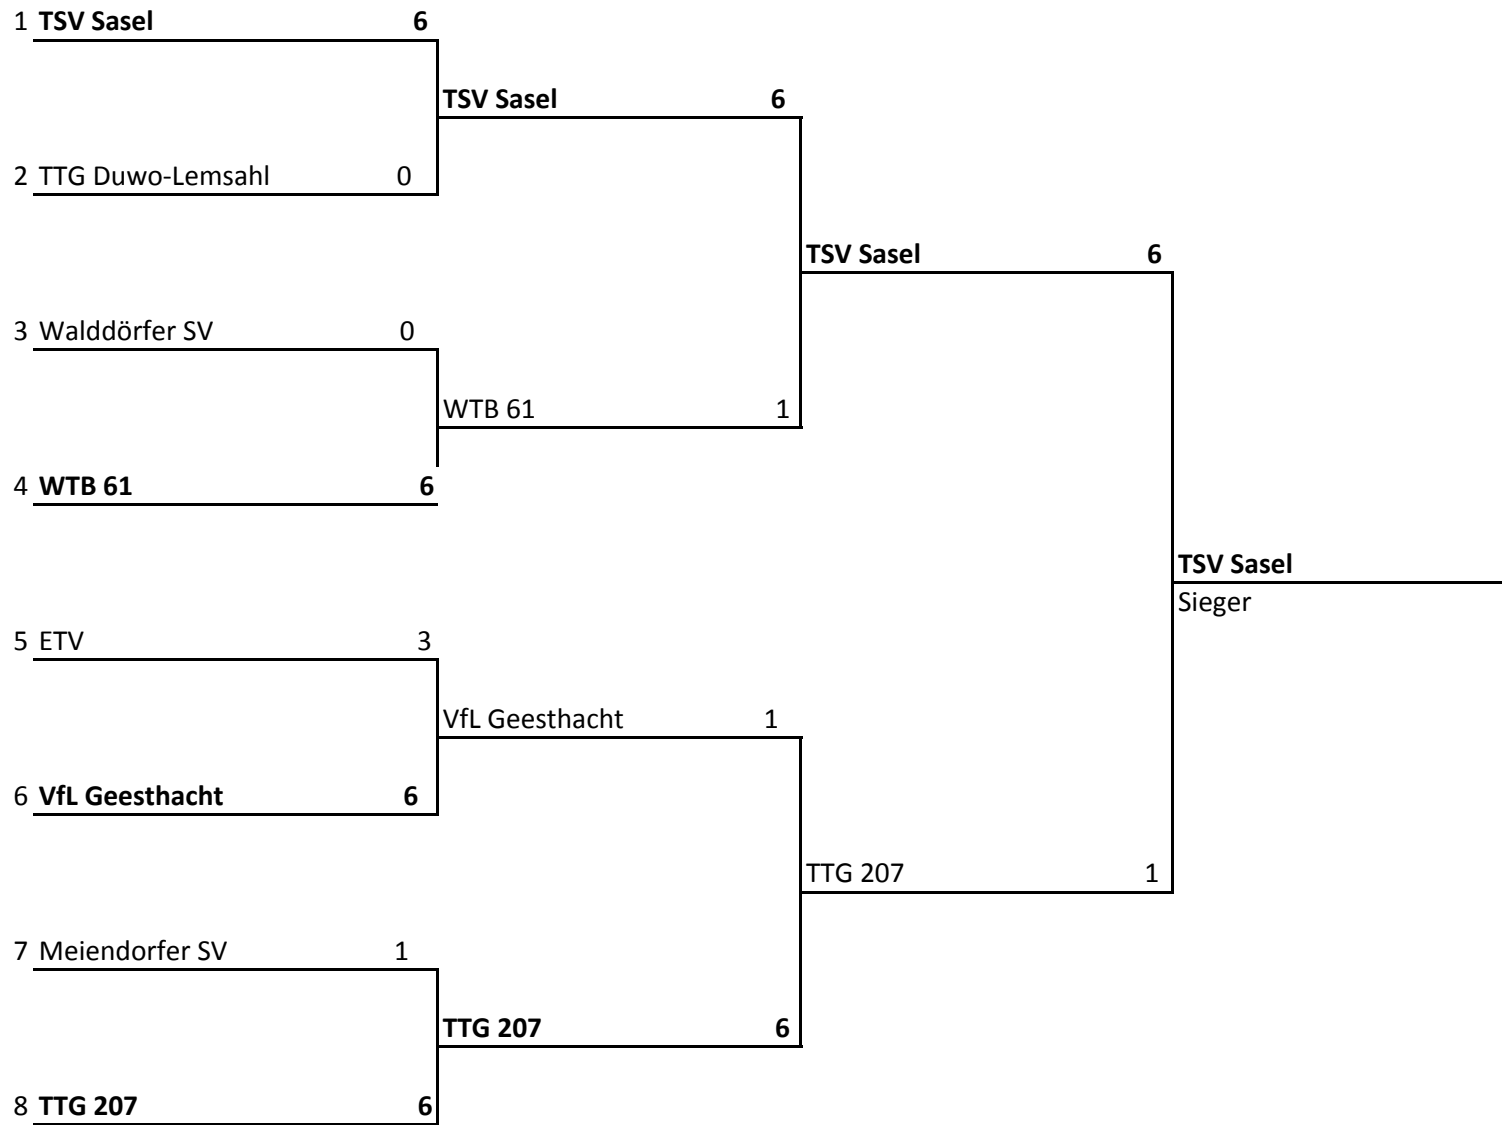 1 TSV Sasel 6
TSV Sasel 6
2 TTG Duwo-Lemsahl 0
TSV Sasel 6
3 Walddörfer SV 0
WTB 61 1
4 WTB 61 6
TSV Sasel
Sieger
5 ETV 3
VfL Geesthacht 1
6 VfL Geesthacht 6
TTG 207 1
7 Meiendorfer SV 1
TTG 207 6
8 TTG 207 6